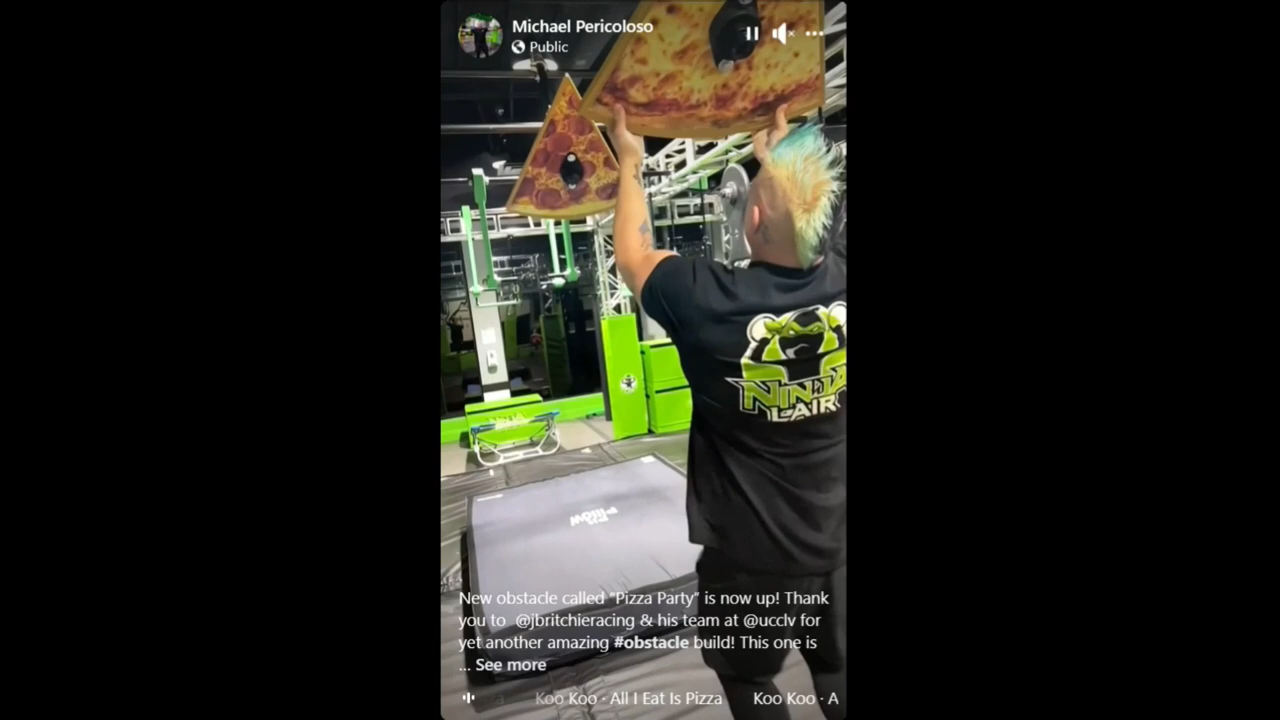 Michael Pericoloso
Public
NINJA
LAIR
New obstacle called "Pizza Party" is now up! Thank
you to @jbritchieracing & his team at @ucclv for
yet another amazing #obstacle build! This one is
... See more
Koo Koo · All I Eat Is Pizza Koo Koo · A